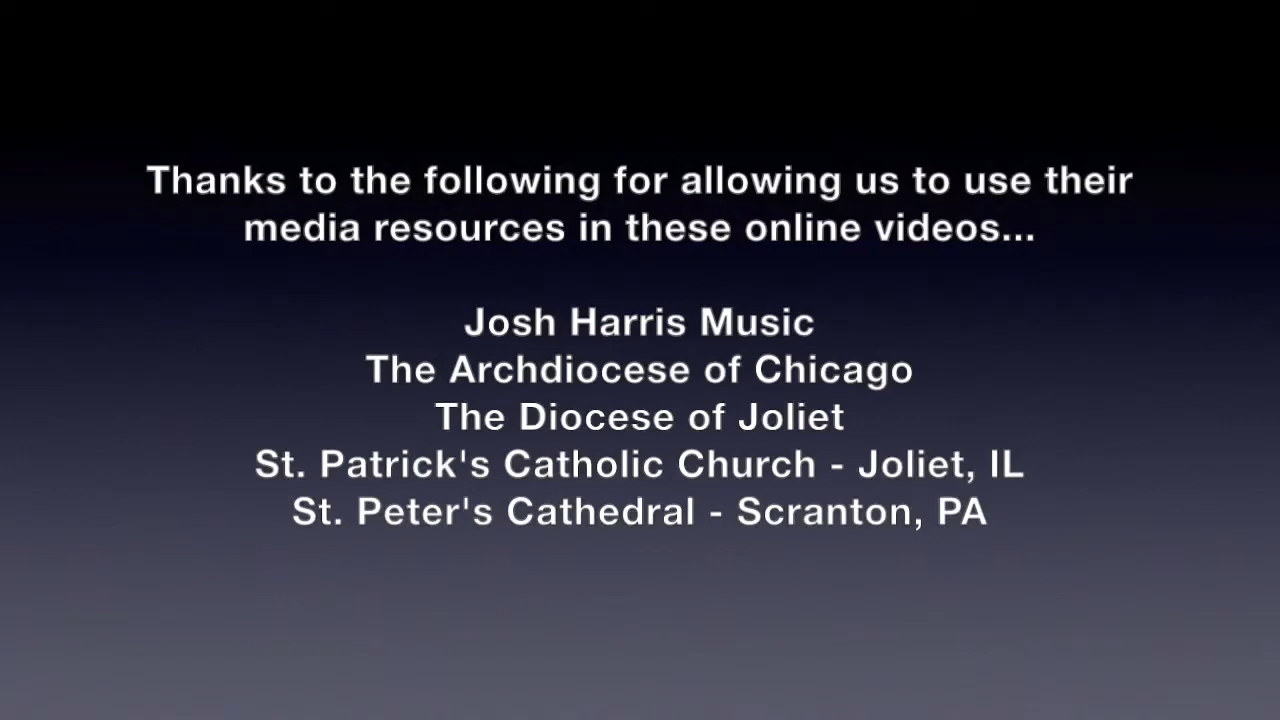 Thanks to the following for allowing us to use their
media resources in these online videos...
Josh Harris Music
The Archdiocese of Chicago
The Diocese of Joliet
St. Patrick's Catholic Church - Joliet, IL
St. Peter's Cathedral - Scranton, PA